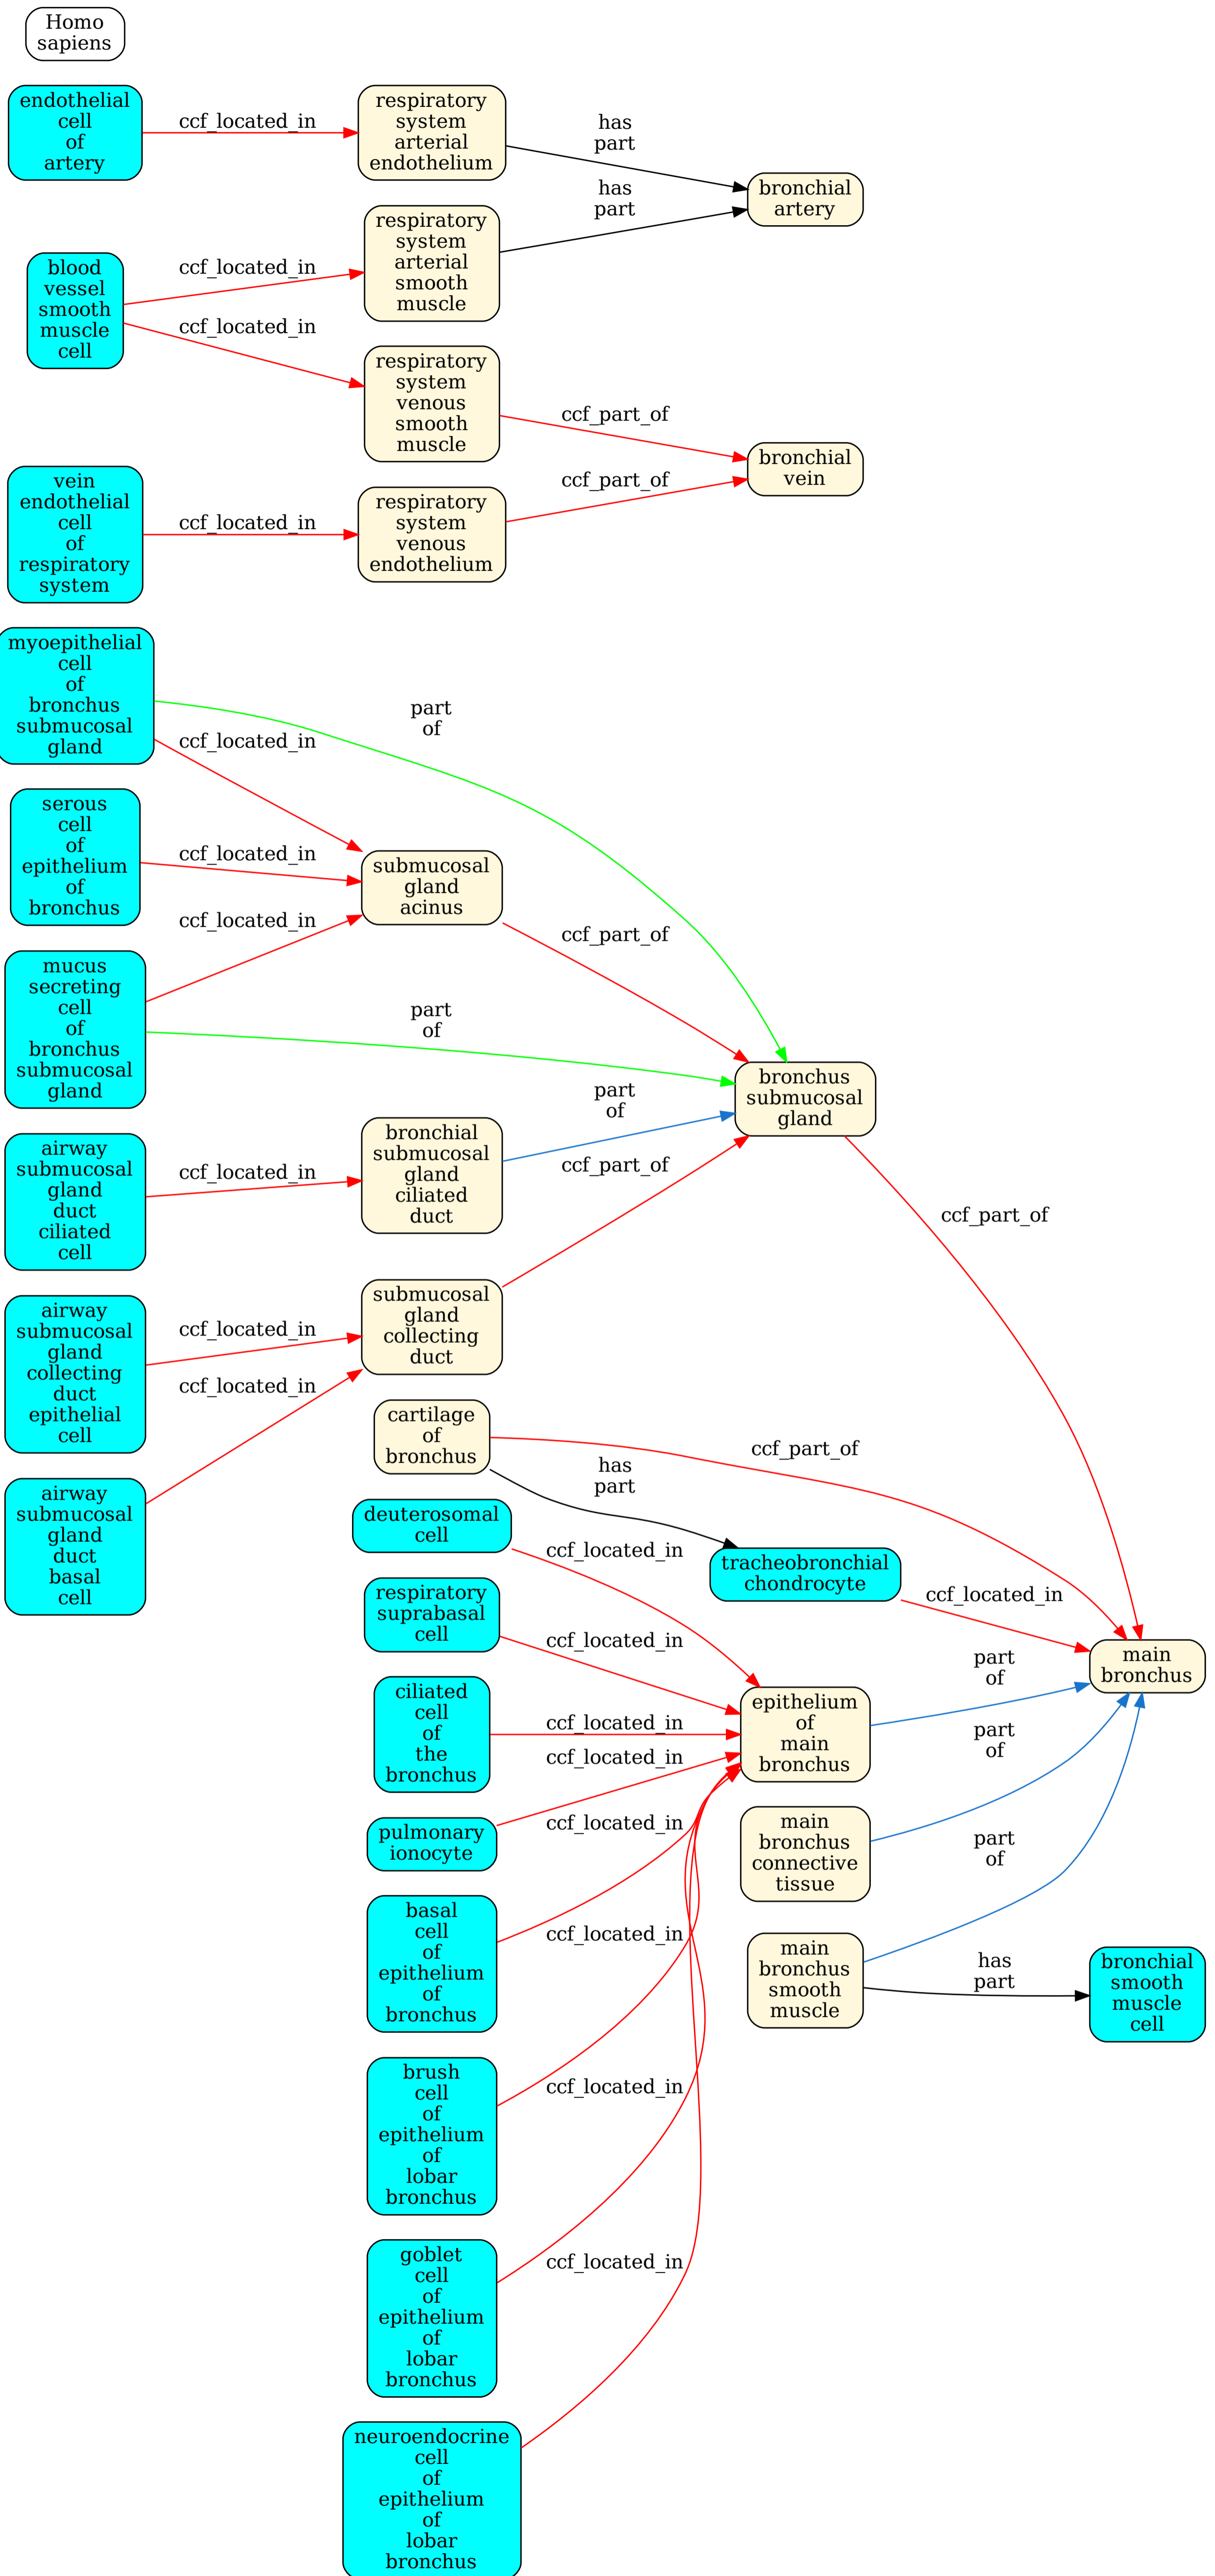 Homo
sapiens
endothelial
cell
of
artery
ccf_located_in
respiratory
system
arterial
endothelium
has
part
bronchial
artery
blood
vessel
smooth
muscle
cell
ccf_located_in
respiratory
system
arterial
smooth
muscle
has
part
ccf_located_in
respiratory
system
venous
smooth
muscle
ccf_part_of
bronchial
vein
vein
endothelial
cell
of
respiratory
system
ccf_located_in
respiratory
system
venous
endothelium
ccf_part_of
myoepithelial
cell
of
bronchus
submucosal
gland
part
of
ccf_located_in
serous
cell
of
epithelium
of
bronchus
ccf_located_in
submucosal
gland
acinus
ccf_part_of
mucus
secreting
cell
of
bronchus
submucosal
gland
ccf_located_in
part
of
bronchus
submucosal
gland
ccf_part_of
airway
submucosal
gland
duct
ciliated
cell
ccf_located_in
bronchial
submucosal
gland
ciliated
duct
part
of
ccf_part_of
airway
submucosal
gland
collecting
duct
epithelial
cell
ccf_located_in
submucosal
gland
collecting
duct
airway
submucosal
gland
duct
basal
cell
ccf_located_in
cartilage
of
bronchus
ccf_part_of
has
part
deuterosomal
cell
ccf_located_in
tracheobronchial
chondrocyte
ccf_located_in
main
bronchus
respiratory
suprabasal
cell
ccf_located_in
ciliated
cell
of
the
bronchus
ccf_located_in
epithelium
of
main
bronchus
part
of
pulmonary
ionocyte
ccf_located_in
main
bronchus
connective
tissue
part
of
basal
cell
of
epithelium
of
bronchus
ccf_located_in
main
bronchus
smooth
muscle
part
of
has
part
bronchial
smooth
muscle
cell
brush
cell
of
epithelium
of
lobar
bronchus
ccf_located_in
goblet
cell
of
epithelium
of
lobar
bronchus
ccf_located_in
neuroendocrine
cell
of
epithelium
of
lobar
bronchus
ccf_located_in